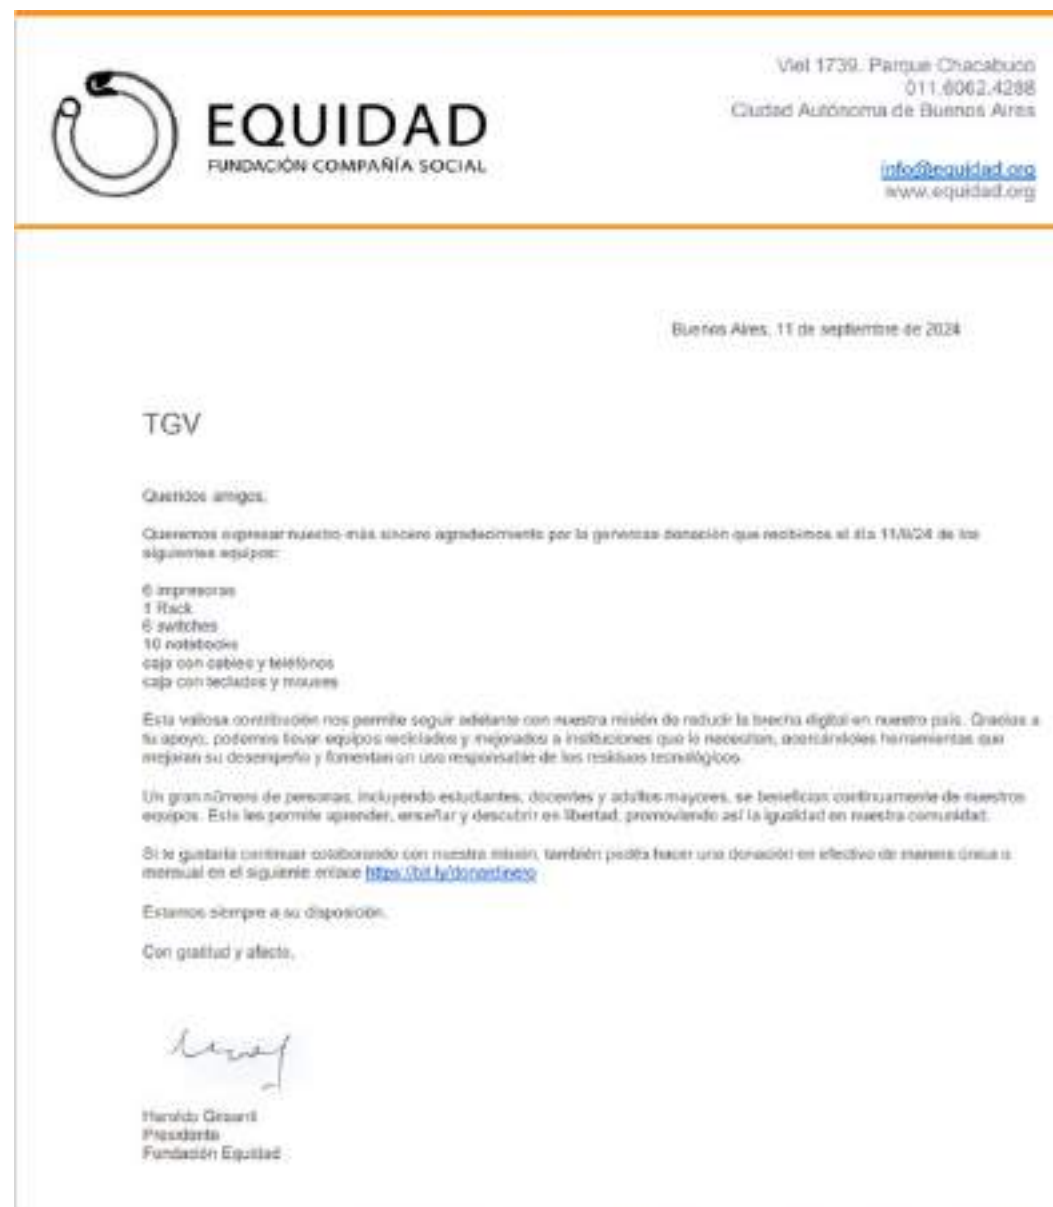 EQUIDAD
FUNDACIÓN COMPAÑÍA SOCIAL
Viel 1739. Parque Chacabuco
011.6062.4288
Ciudad Autónoma de Buenos Aires
info@equidad.org
www.equidad.org
Buenos Aires, 11 de septiembre de 2024
TGV
Queridos amigos,
Queremos expresar nuestro más sincero agradecimiento por la generosa donación que recibimos el día 11/9/24 de los
siguientes equipos:
6 impresoras
1 Rack
6 switches
10 notebooks
caja con cables y teléfonos
caja con teclados y mouses
Esta valiosa contribución nos permite seguir adelante con nuestra misión de reducir la brecha digital en nuestro país. Gracias a
tu apoyo, podemos llevar equipos reciclados y mejorados a instituciones que lo necesitan, acercándoles herramientas que
mejoran su desempeño y fomentan un uso responsable de los residuos tecnológicos.
Un gran número de personas, incluyendo estudiantes, docentes y adultos mayores, se benefician continuamente de nuestros
equipos. Esto les permite aprender, enseñar y descubrir en libertad, promoviendo así la igualdad en nuestra comunidad.
Si te gustaría continuar colaborando con nuestra misión, también podés hacer una donación en efectivo de manera única o
mensual en el siguiente enlace https://bit.ly/donardinero
Estamos siempre a su disposición.
Con gratitud y afecto,
Haroldo
Presidente
Fundación Equidad